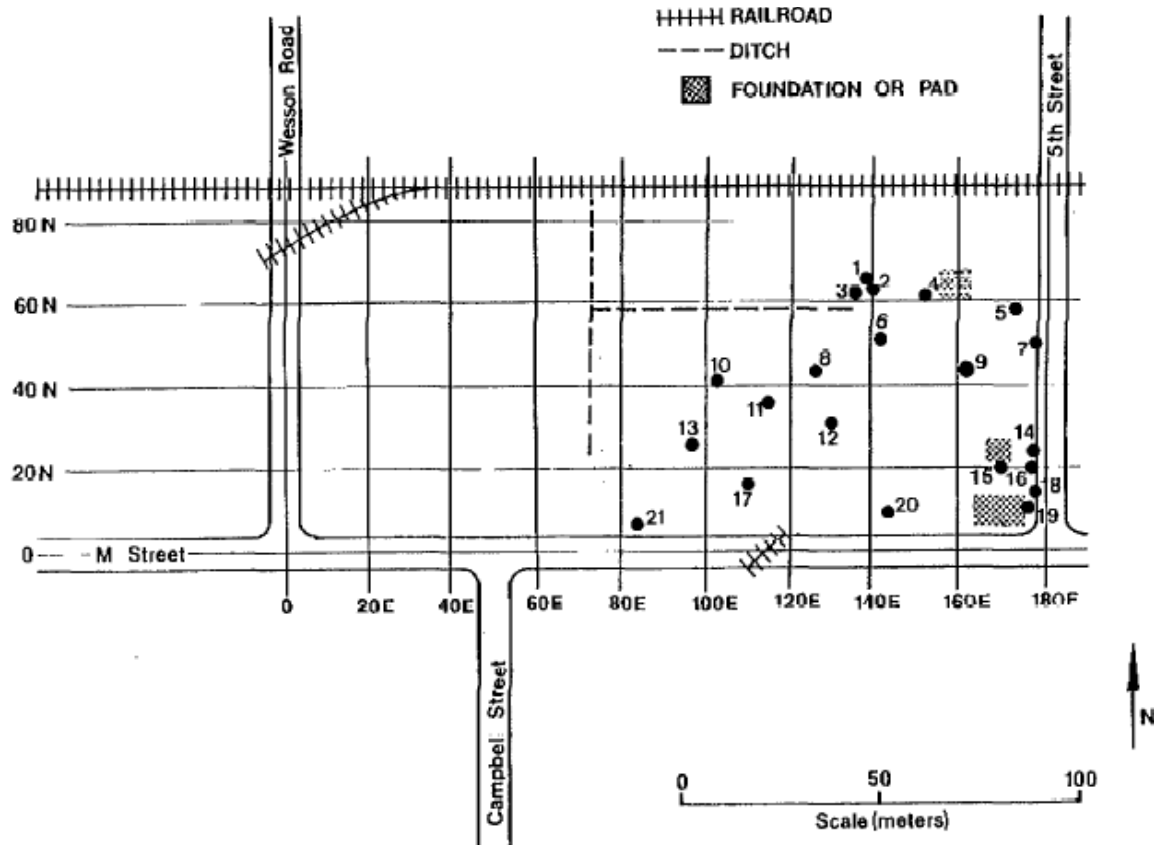 RAILROAD
DITCH
FOUNDATION OR PAD
Wesson Road
5th Street
80 N
60 N
40 N
20 N
0
M Street
1
2
3
4
5
6
7
8
9
10
11
12
13
14
15
16
17
18
19
20
21
0
20E
40E
60E
80E
100E
120E
140E
160E
180E
Campbel: Street
N
0
50
100
Scale (meters)